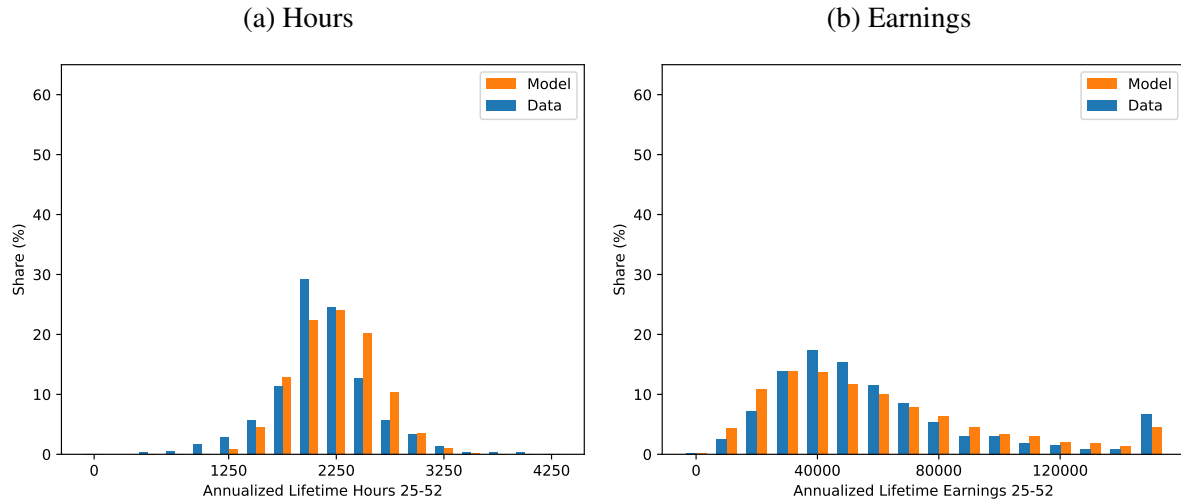 (a) Hours
60
50
40
30
20
10
0
Share (%)
Model
Data
0 1250 2250 3250 4250
Annualized Lifetime Hours 25-52
(b) Earnings
60
50
40
30
20
10
0
Share (%)
Model
Data
0 40000 80000 120000
Annualized Lifetime Earnings 25-52